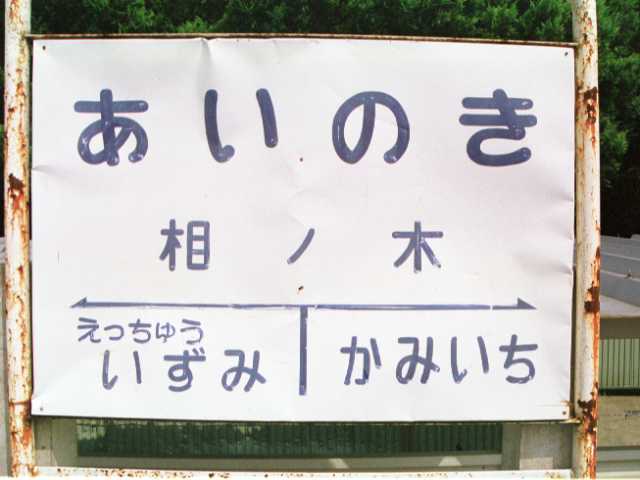 あいのき
相ノ木
えっちゅう
いずみ かみいち